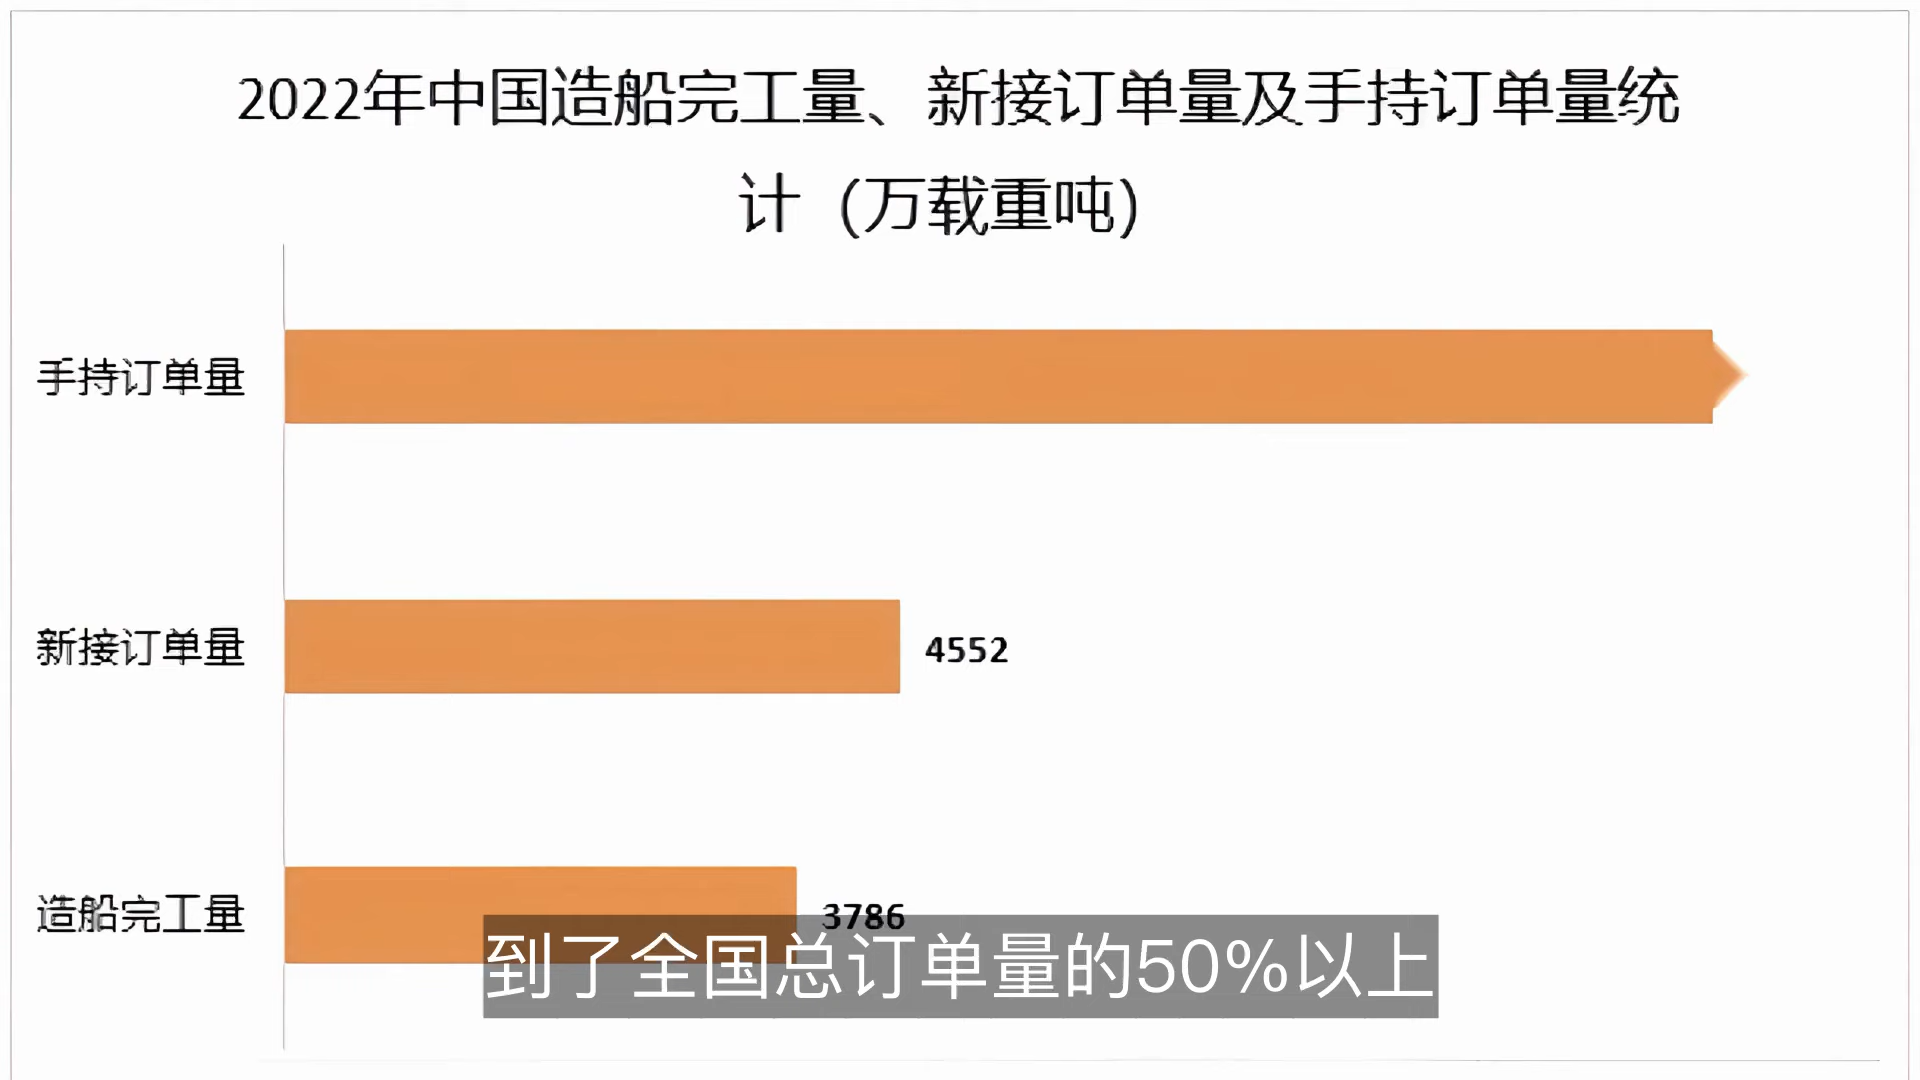 2022年中国造船完工量、新接订单量及手持订单量统
计（万载重吨）
手持订单量
新接订单量
4552
造船完工量
3786
到了全国总订单量的50%以上